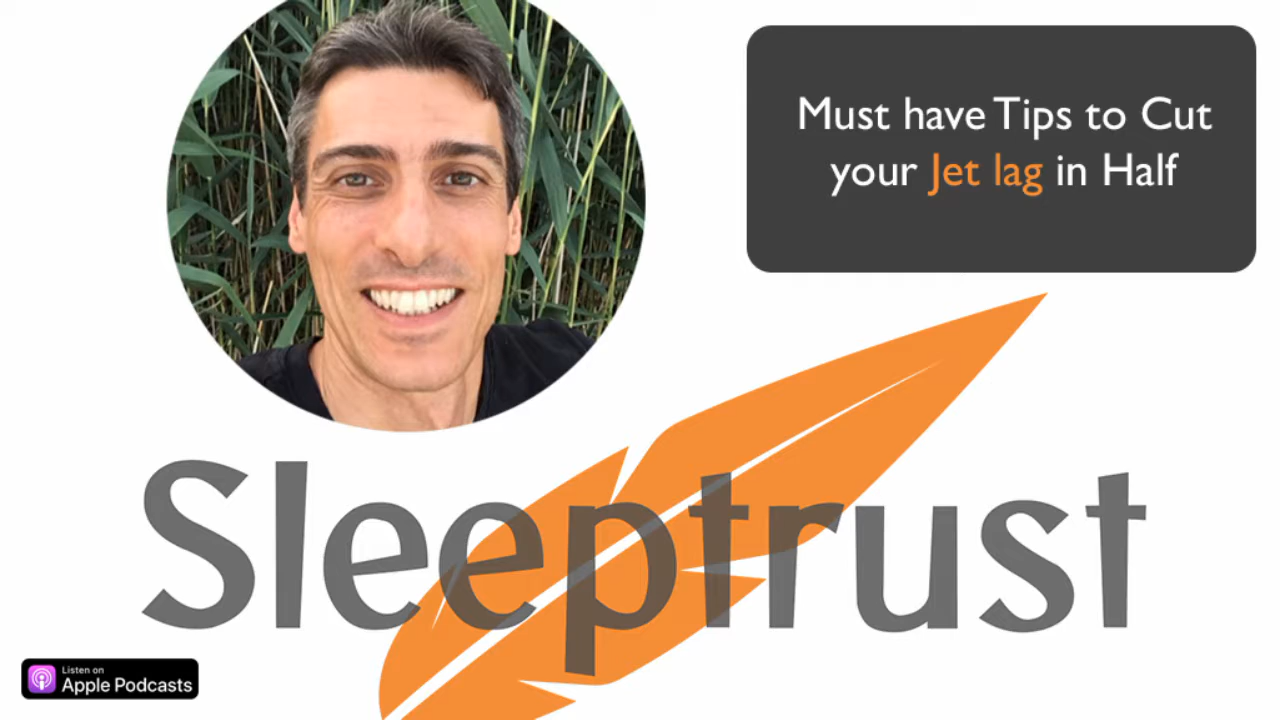 Must have Tips to Cut
your Jet lag in Half
Sleeptrust
Listen on
Apple Podcasts